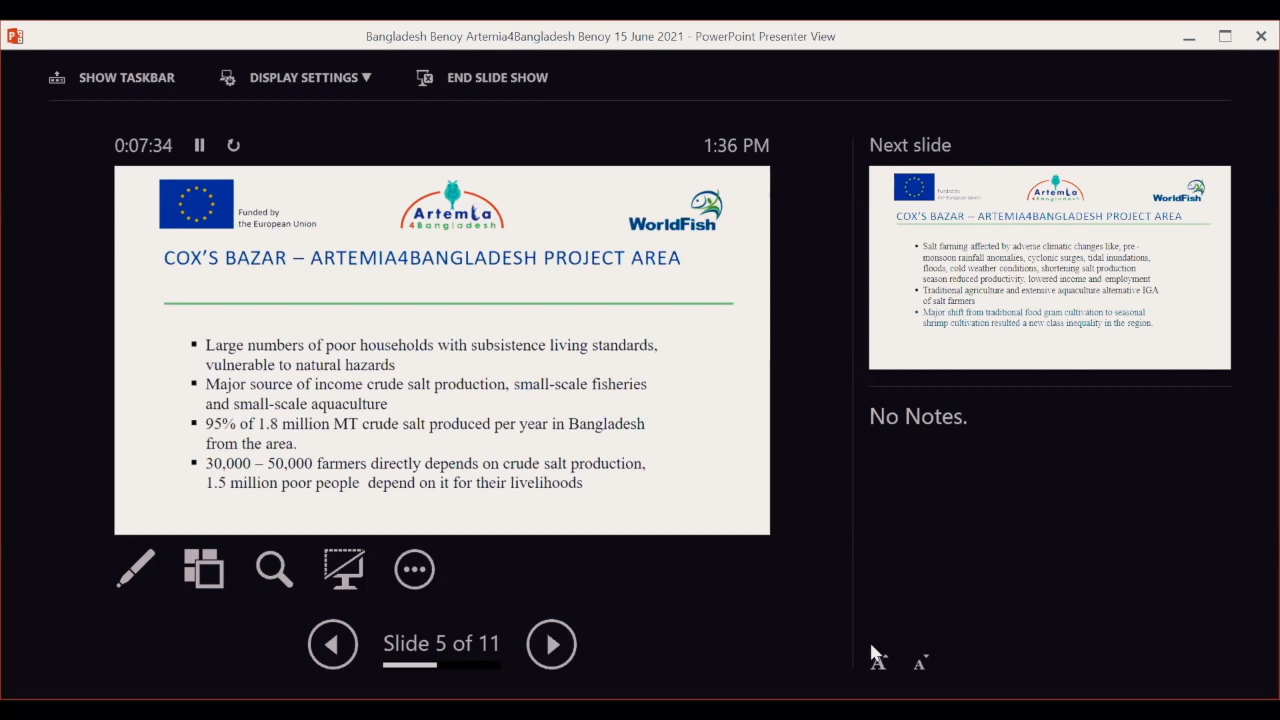 Bangladesh Benoy Artemia4Bangladesh Benoy 15 June 2021 - PowerPoint Presenter View
SHOW TASKBAR
DISPLAY SETTINGS ▼
END SLIDE SHOW
0:07:34
1:36 PM
Funded by
the European Union
Artemia
4Bangladesh
WorldFish
COX'S BAZAR – ARTEMIA4BANGLADESH PROJECT AREA
▪ Large numbers of poor households with subsistence living standards,
vulnerable to natural hazards
▪ Major source of income crude salt production, small-scale fisheries
and small-scale aquaculture
▪ 95% of 1.8 million MT crude salt produced per year in Bangladesh
from the area.
▪ 30,000 – 50,000 farmers directly depends on crude salt production,
1.5 million poor people depend on it for their livelihoods
Slide 5 of 11
Next slide
Funded by
the European Union
Artemia
4Bangladesh
WorldFish
COX'S BAZAR – ARTEMIA4BANGLADESH PROJECT AREA
▪ Salt farming affected by adverse climatic changes like, pre-
monsoon rainfall anomalies, cyclonic surges, tidal inundations,
floods, cold weather conditions, shortening salt production
season reduced productivity, lowered income and employment
▪ Traditional agriculture and extensive aquaculture alternative IGA
of salt farmers
▪ Major shift from traditional food gram cultivation to seasonal
shrimp cultivation resulted a new class inequality in the region.
No Notes.
A
A